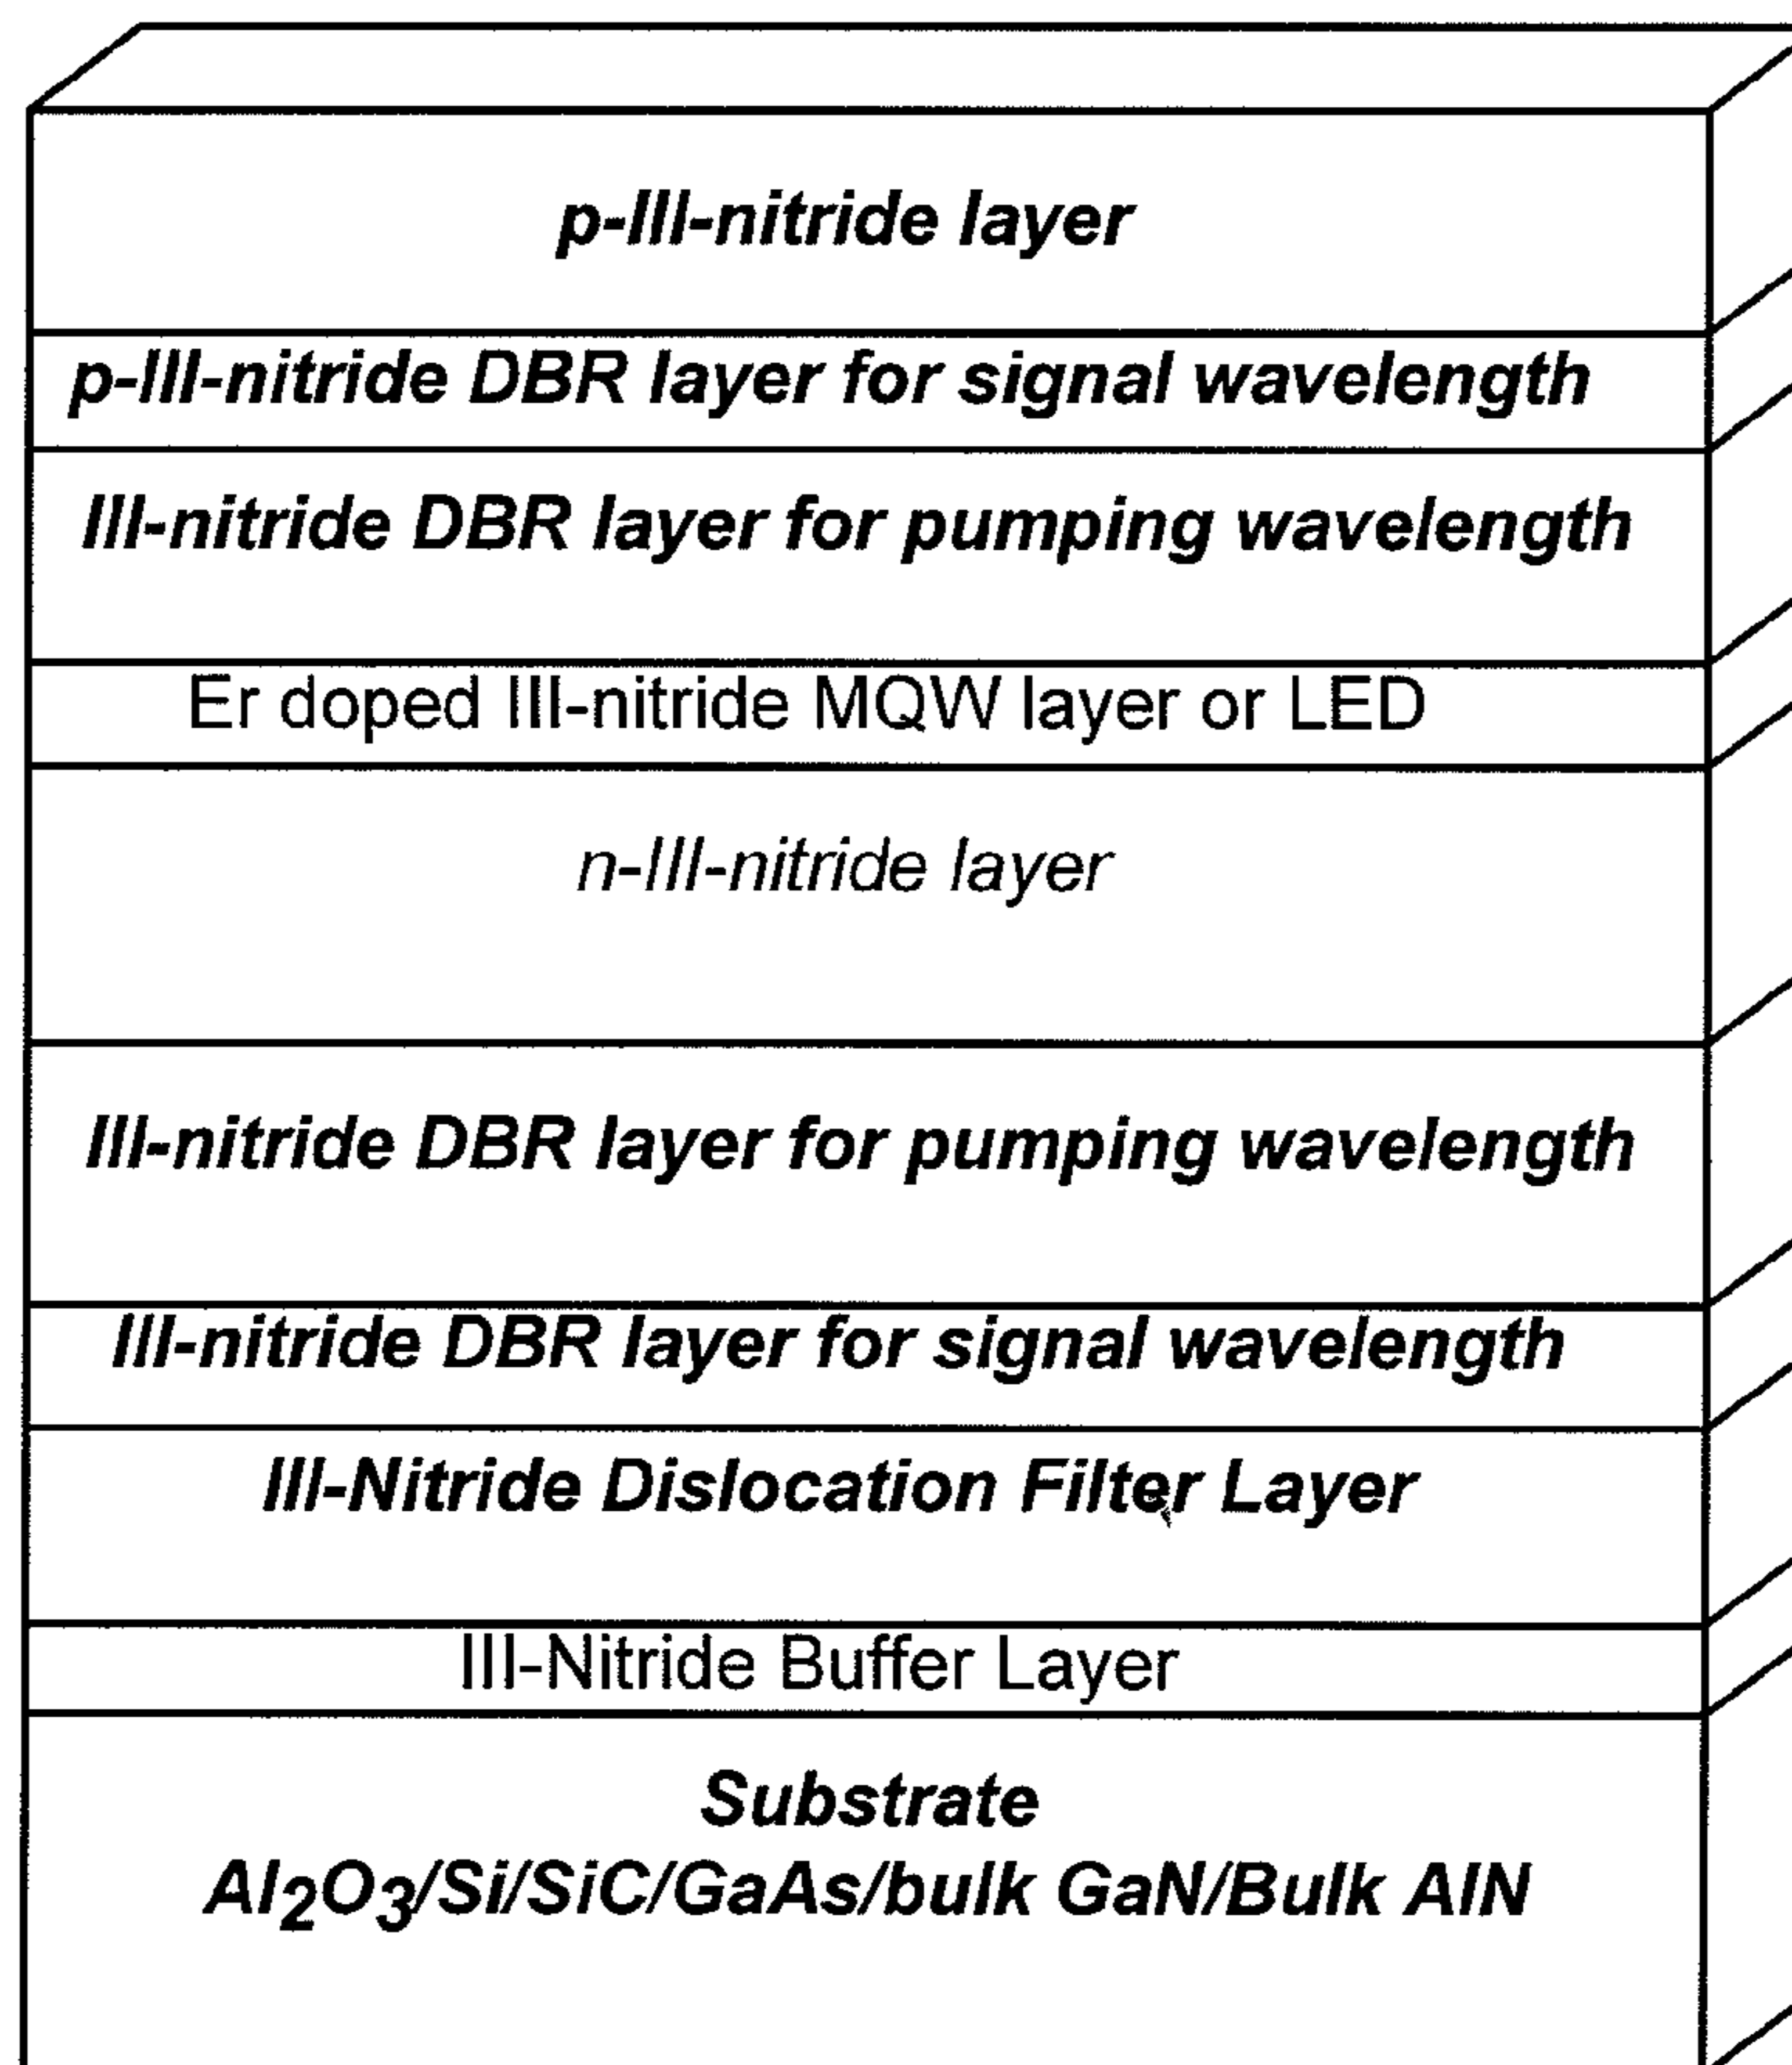 p-III-nitride layer
p-III-nitride DBR layer for signal wavelength
III-nitride DBR layer for pumping wavelength
Er doped III-nitride MQW layer or LED
n-III-nitride layer
III-nitride DBR layer for pumping wavelength
III-nitride DBR layer for signal wavelength
III-Nitride Dislocation Filter Layer
III-Nitride Buffer Layer
Substrate
Al₂O₃/Si/SiC/GaAs/bulk GaN/Bulk AlN